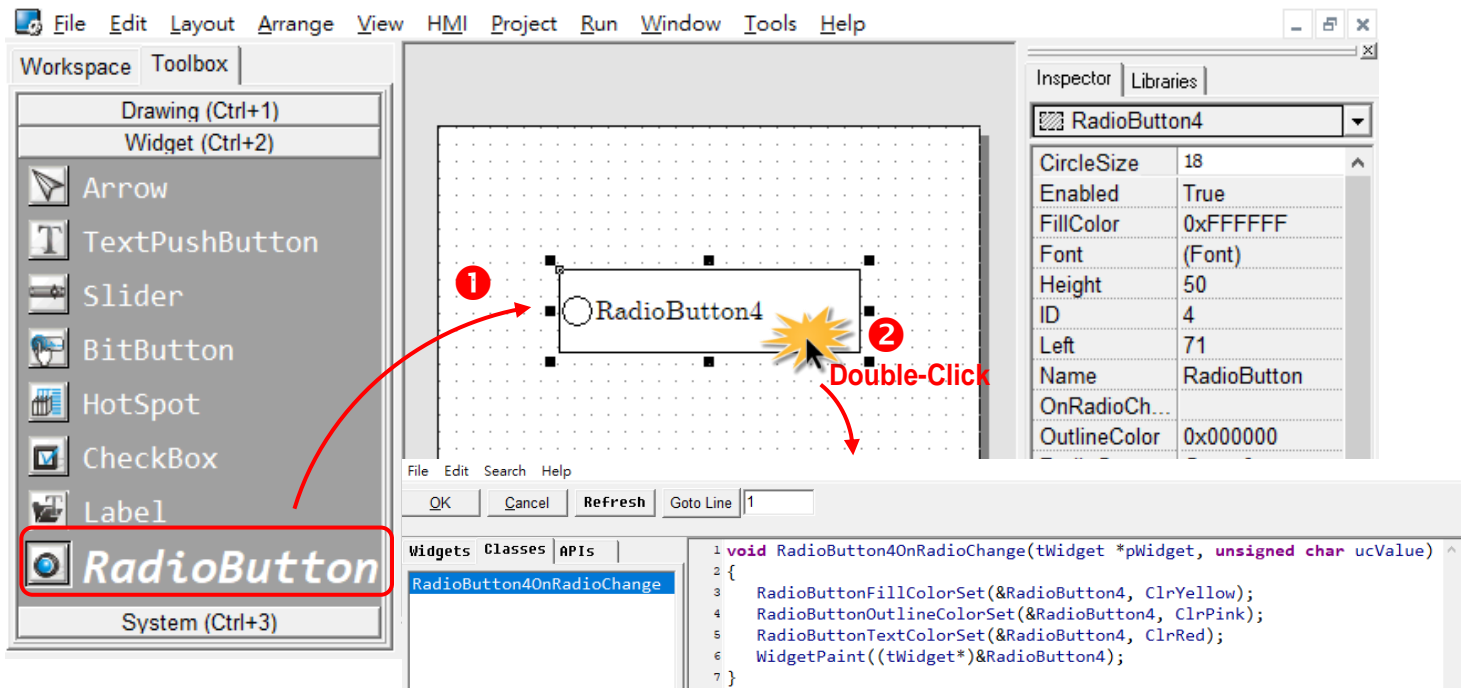 File Edit Layout Arrange View HMI Project Run Window Tools Help
Workspace Toolbox
Drawing (Ctrl+1)
Widget (Ctrl+2)
Arrow
TextPushButton
Slider
BitButton
HotSpot
CheckBox
Label
RadioButton
System (Ctrl+3)
1
RadioButton4
2
Double-Click
Inspector Libraries
RadioButton4
CircleSize 18
Enabled True
FillColor 0xFFFFFF
Font (Font)
Height 50
ID 4
Left 71
Name RadioButton
OnRadioCh...
OutlineColor 0x000000
File Edit Search Help
OK Cancel Refresh Goto Line 1
Widgets Classes APIs
RadioButton4OnRadioChange
1 void RadioButton4OnRadioChange(tWidget *pWidget, unsigned char ucValue)
2 {
3 RadioButtonFillColorSet(&RadioButton4, ClrYellow);
4 RadioButtonOutlineColorSet(&RadioButton4, ClrPink);
5 RadioButtonTextColorSet(&RadioButton4, ClrRed);
6 WidgetPaint((tWidget*)&RadioButton4);
7 }